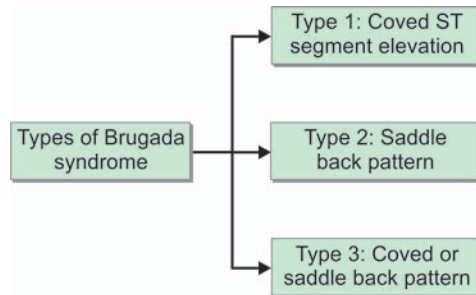 Type 1: Coved ST
segment elevation
Types of Brugada
syndrome
Type 2: Saddle
back pattern
Type 3: Coved or
saddle back pattern